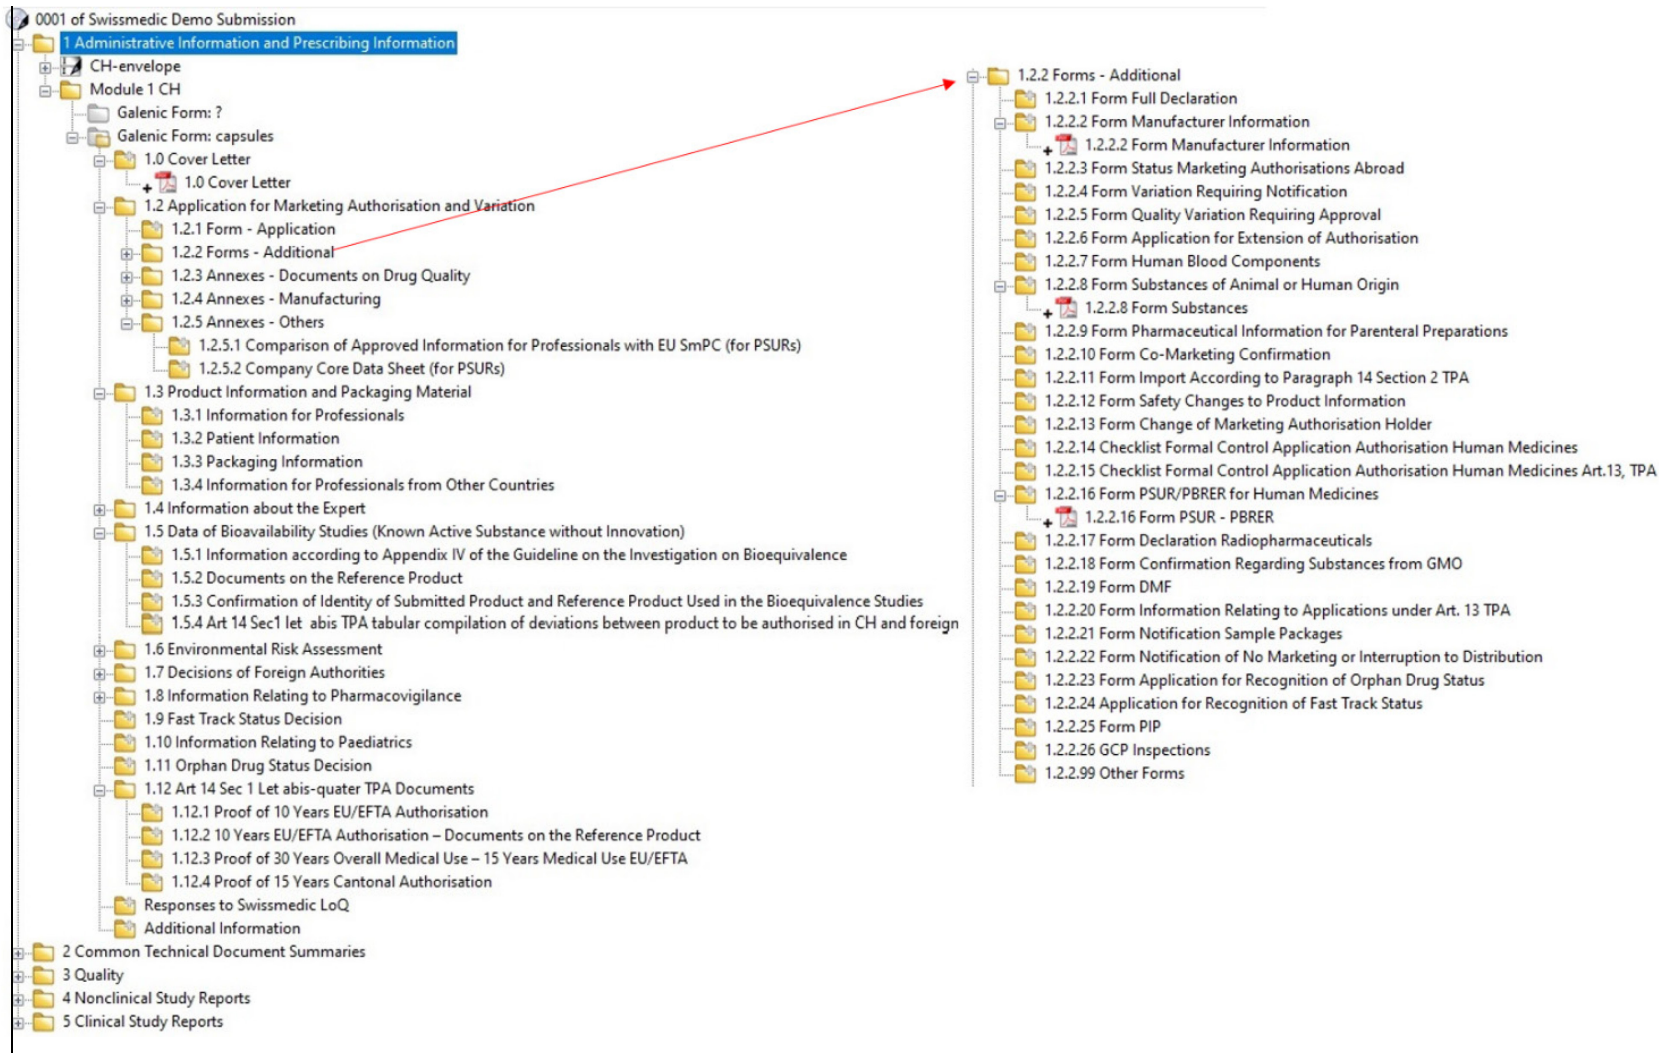 0001 of Swissmedic Demo Submission
1 Administrative Information and Prescribing Information
CH-envelope
Module 1 CH
Galenic Form: ?
Galenic Form: capsules
1.0 Cover Letter
1.0 Cover Letter
1.2 Application for Marketing Authorisation and Variation
1.2.1 Form - Application
1.2.2 Forms - Additional
1.2.3 Annexes - Documents on Drug Quality
1.2.4 Annexes - Manufacturing
1.2.5 Annexes - Others
1.2.5.1 Comparison of Approved Information for Professionals with EU SmPC (for PSURs)
1.2.5.2 Company Core Data Sheet (for PSURs)
1.3 Product Information and Packaging Material
1.3.1 Information for Professionals
1.3.2 Patient Information
1.3.3 Packaging Information
1.3.4 Information for Professionals from Other Countries
1.4 Information about the Expert
1.5 Data of Bioavailability Studies (Known Active Substance without Innovation)
1.5.1 Information according to Appendix IV of the Guideline on the Investigation on Bioequivalence
1.5.2 Documents on the Reference Product
1.5.3 Confirmation of Identity of Submitted Product and Reference Product Used in the Bioequivalence Studies
1.5.4 Art 14 Sec1 let abis TPA tabular compilation of deviations between product to be authorised in CH and foreign
1.6 Environmental Risk Assessment
1.7 Decisions of Foreign Authorities
1.8 Information Relating to Pharmacovigilance
1.9 Fast Track Status Decision
1.10 Information Relating to Paediatrics
1.11 Orphan Drug Status Decision
1.12 Art 14 Sec 1 Let abis-quater TPA Documents
1.12.1 Proof of 10 Years EU/EFTA Authorisation
1.12.2 10 Years EU/EFTA Authorisation – Documents on the Reference Product
1.12.3 Proof of 30 Years Overall Medical Use – 15 Years Medical Use EU/EFTA
1.12.4 Proof of 15 Years Cantonal Authorisation
Responses to Swissmedic LoQ
Additional Information
2 Common Technical Document Summaries
3 Quality
4 Nonclinical Study Reports
5 Clinical Study Reports
1.2.2 Forms - Additional
1.2.2.1 Form Full Declaration
1.2.2.2 Form Manufacturer Information
1.2.2.2 Form Manufacturer Information
1.2.2.3 Form Status Marketing Authorisations Abroad
1.2.2.4 Form Variation Requiring Notification
1.2.2.5 Form Quality Variation Requiring Approval
1.2.2.6 Form Application for Extension of Authorisation
1.2.2.7 Form Human Blood Components
1.2.2.8 Form Substances of Animal or Human Origin
1.2.2.8 Form Substances
1.2.2.9 Form Pharmaceutical Information for Parenteral Preparations
1.2.2.10 Form Co-Marketing Confirmation
1.2.2.11 Form Import According to Paragraph 14 Section 2 TPA
1.2.2.12 Form Safety Changes to Product Information
1.2.2.13 Form Change of Marketing Authorisation Holder
1.2.2.14 Checklist Formal Control Application Authorisation Human Medicines
1.2.2.15 Checklist Formal Control Application Authorisation Human Medicines Art.13, TPA
1.2.2.16 Form PSUR/PBRER for Human Medicines
1.2.2.16 Form PSUR - PBRER
1.2.2.17 Form Declaration Radiopharmaceuticals
1.2.2.18 Form Confirmation Regarding Substances from GMO
1.2.2.19 Form DMF
1.2.2.20 Form Information Relating to Applications under Art. 13 TPA
1.2.2.21 Form Notification Sample Packages
1.2.2.22 Form Notification of No Marketing or Interruption to Distribution
1.2.2.23 Form Application for Recognition of Orphan Drug Status
1.2.2.24 Application for Recognition of Fast Track Status
1.2.2.25 Form PIP
1.2.2.26 GCP Inspections
1.2.2.99 Other Forms